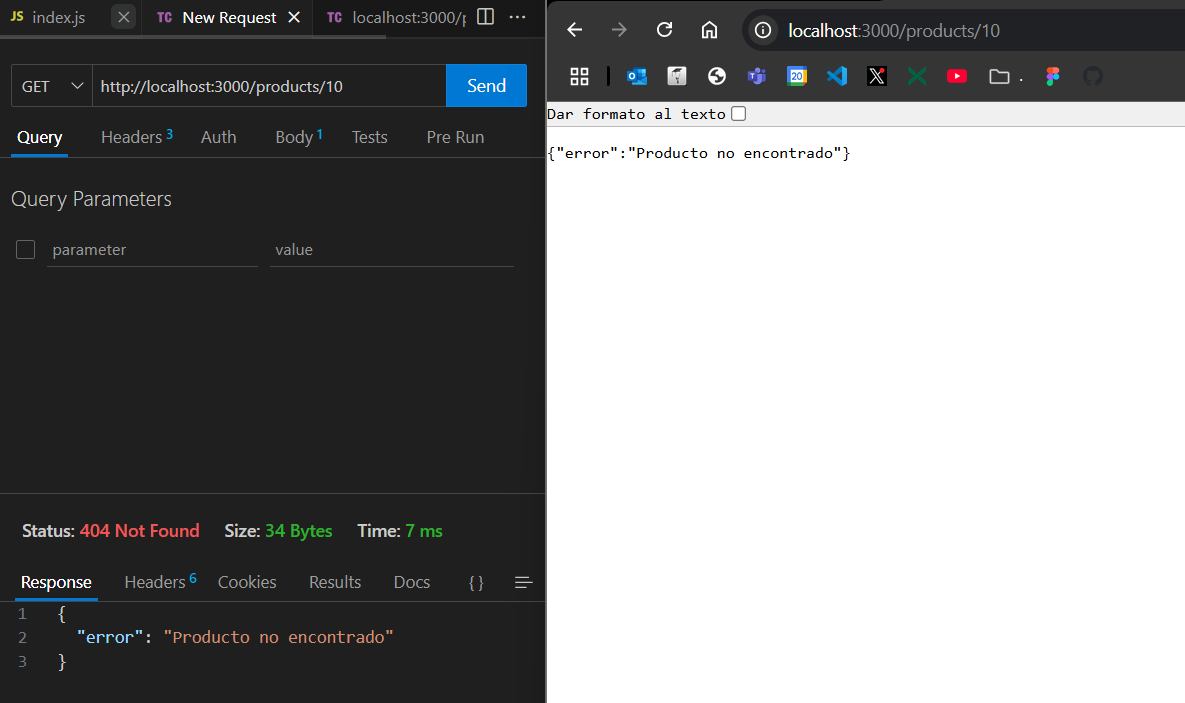 JS index.js
TC New Request
TC localhost:3000/p
GET http://localhost:3000/products/10 Send
Query Headers 3 Auth Body 1 Tests Pre Run
Query Parameters
parameter value
Status: 404 Not Found Size: 34 Bytes Time: 7 ms
Response Headers 6 Cookies Results Docs { }
1 {
2 "error": "Producto no encontrado"
3 }
localhost:3000/products/10
20
.
Dar formato al texto
{"error":"Producto no encontrado"}